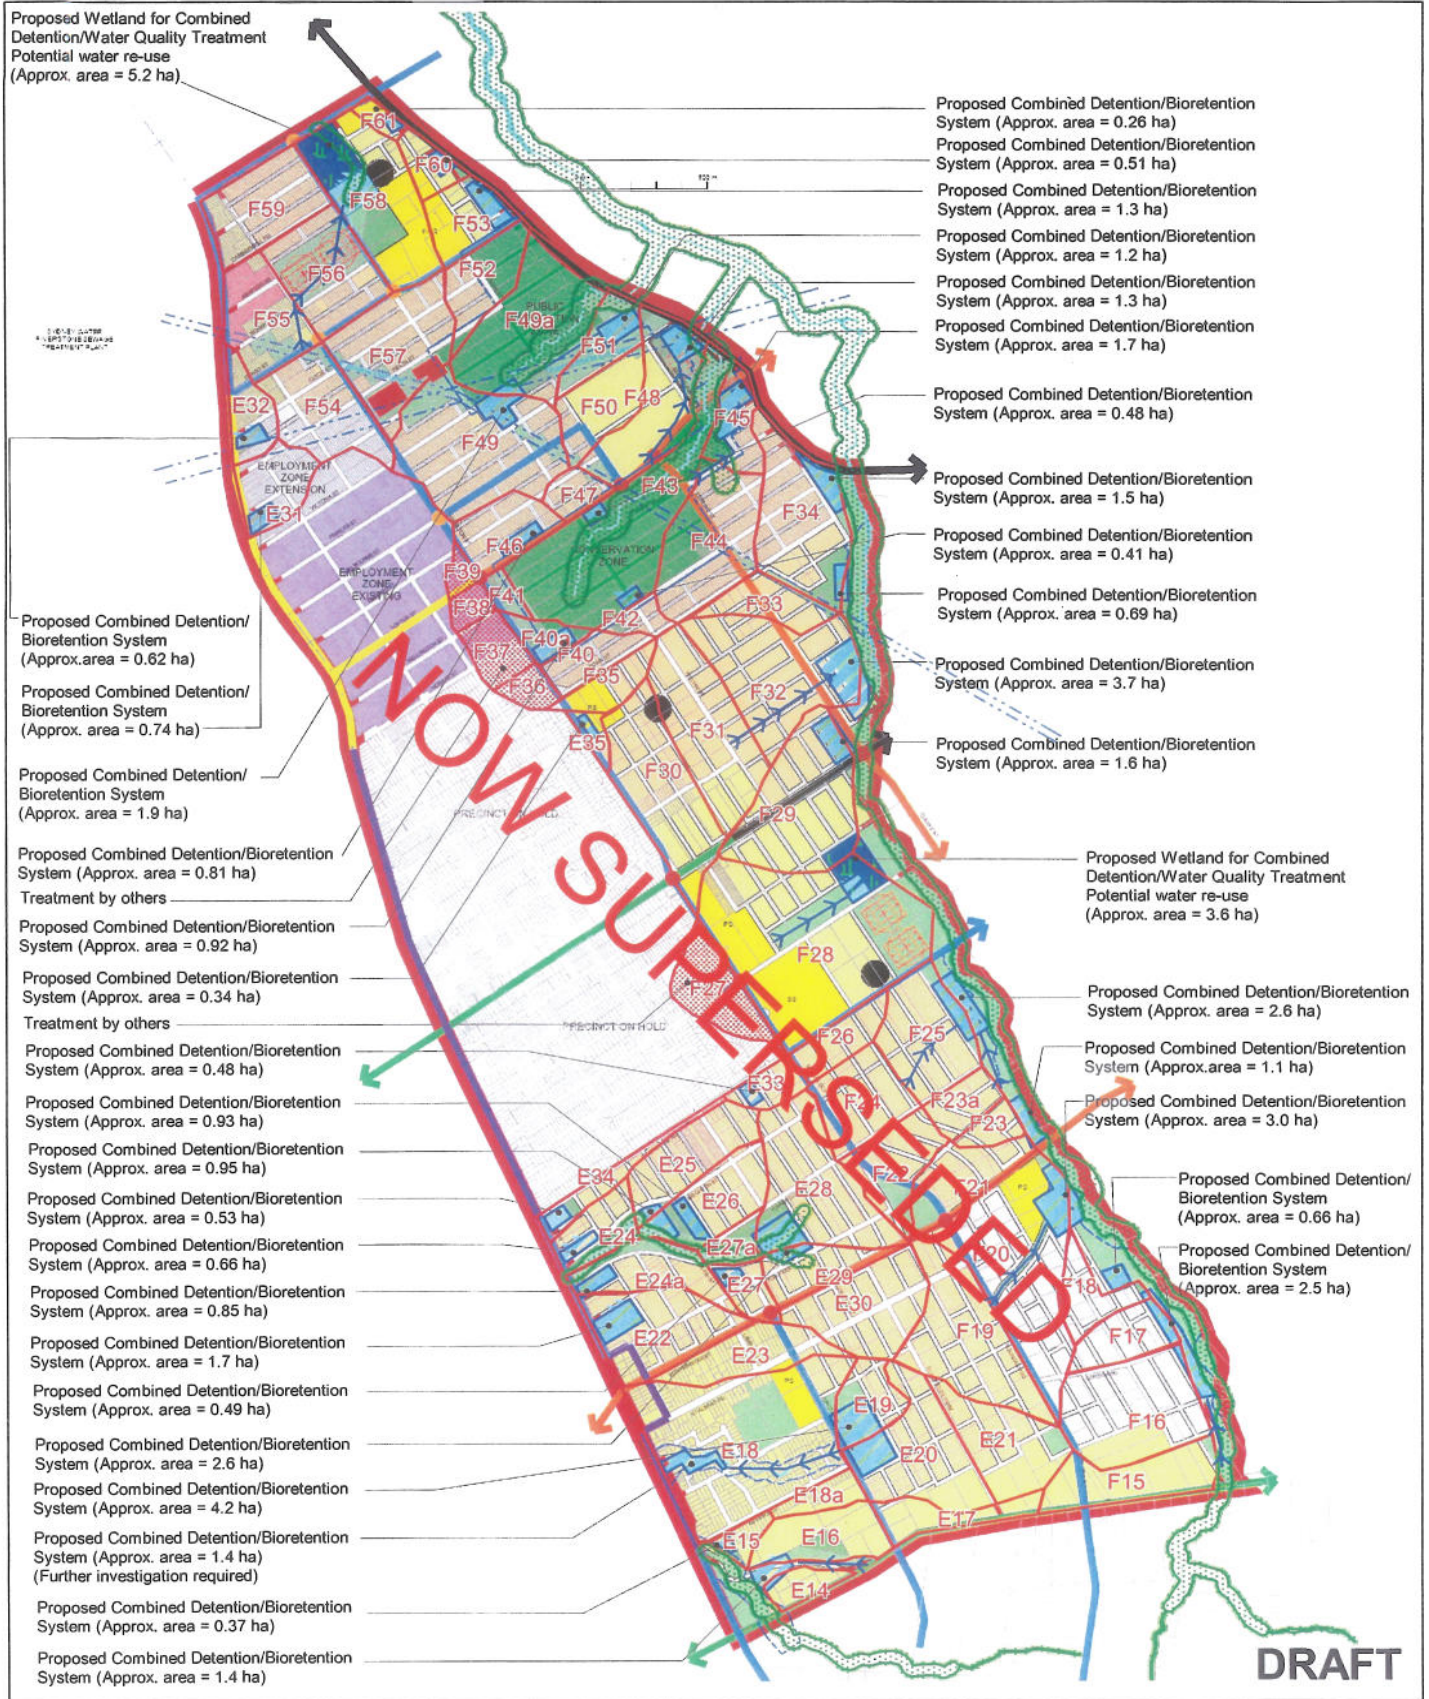 Proposed Wetland for Combined
Detention/Water Quality Treatment
Potential water re-use
(Approx. area = 5.2 ha)
Proposed Combined Detention/Bioretention
System (Approx. area = 0.26 ha)
Proposed Combined Detention/Bioretention
System (Approx. area = 0.51 ha)
Proposed Combined Detention/Bioretention
System (Approx. area = 1.3 ha)
Proposed Combined Detention/Bioretention
System (Approx. area = 1.2 ha)
Proposed Combined Detention/Bioretention
System (Approx. area = 1.3 ha)
Proposed Combined Detention/Bioretention
System (Approx. area = 1.7 ha)
Proposed Combined Detention/Bioretention
System (Approx. area = 0.48 ha)
Proposed Combined Detention/Bioretention
System (Approx. area = 1.5 ha)
Proposed Combined Detention/Bioretention
System (Approx. area = 0.41 ha)
Proposed Combined Detention/Bioretention
System (Approx. area = 0.69 ha)
Proposed Combined Detention/Bioretention
System (Approx. area = 3.7 ha)
Proposed Combined Detention/Bioretention
System (Approx. area = 1.6 ha)
Proposed Wetland for Combined
Detention/Water Quality Treatment
Potential water re-use
(Approx. area = 3.6 ha)
Proposed Combined Detention/Bioretention
System (Approx. area = 2.6 ha)
Proposed Combined Detention/Bioretention
System (Approx.area = 1.1 ha)
Proposed Combined Detention/Bioretention
System (Approx. area = 3.0 ha)
Proposed Combined Detention/
Bioretention System
(Approx. area = 0.66 ha)
Proposed Combined Detention/
Bioretention System
(Approx. area = 2.5 ha)
SYDNEY WATER
RIVERSTONE SEWAGE
TREATMENT PLANT
Proposed Combined Detention/
Bioretention System
(Approx.area = 0.62 ha)
Proposed Combined Detention/
Bioretention System
(Approx. area = 0.74 ha)
Proposed Combined Detention/
Bioretention System
(Approx. area = 1.9 ha)
Proposed Combined Detention/Bioretention
System (Approx. area = 0.81 ha)
Treatment by others
Proposed Combined Detention/Bioretention
System (Approx. area = 0.92 ha)
Proposed Combined Detention/Bioretention
System (Approx. area = 0.34 ha)
Treatment by others
Proposed Combined Detention/Bioretention
System (Approx. area = 0.48 ha)
Proposed Combined Detention/Bioretention
System (Approx. area = 0.93 ha)
Proposed Combined Detention/Bioretention
System (Approx. area = 0.95 ha)
Proposed Combined Detention/Bioretention
System (Approx. area = 0.53 ha)
Proposed Combined Detention/Bioretention
System (Approx. area = 0.66 ha)
Proposed Combined Detention/Bioretention
System (Approx. area = 0.85 ha)
Proposed Combined Detention/Bioretention
System (Approx. area = 1.7 ha)
Proposed Combined Detention/Bioretention
System (Approx. area = 0.49 ha)
Proposed Combined Detention/Bioretention
System (Approx. area = 2.6 ha)
Proposed Combined Detention/Bioretention
System (Approx. area = 4.2 ha)
Proposed Combined Detention/Bioretention
System (Approx. area = 1.4 ha)
(Further investigation required)
Proposed Combined Detention/Bioretention
System (Approx. area = 0.37 ha)
Proposed Combined Detention/Bioretention
System (Approx. area = 1.4 ha)
F61
F60
F59
F58
F53
F52
F56
F55
F49a
PUBLIC
F51
F57
E32
F54
F50
F48
F45
F49
EMPLOYMENT
ZONE
EXTENSION
E31
F47
F43
F34
F46
F44
CONSERVATION
ZONE
F39
EMPLOYMENT
ZONE
EXISTING
F38
F41
F33
F42
F40a
F37
F40
F36
F35
F32
PS
E35
F31
F30
F29
PRECINCT ON HOLD
PS
F28
F27
PRECINCT ON HOLD
F26
F25
E33
F24
F23a
F23
E25
E34
F22
F21
PS
E26
E28
E24
E27a
F20
E24a
E27
E29
F18
E30
E22
F19
F17
E23
PS
E19
F16
E18
E20
E21
E18a
F15
E17
E15
E16
E14
NOW SUPERSEDED
DRAFT